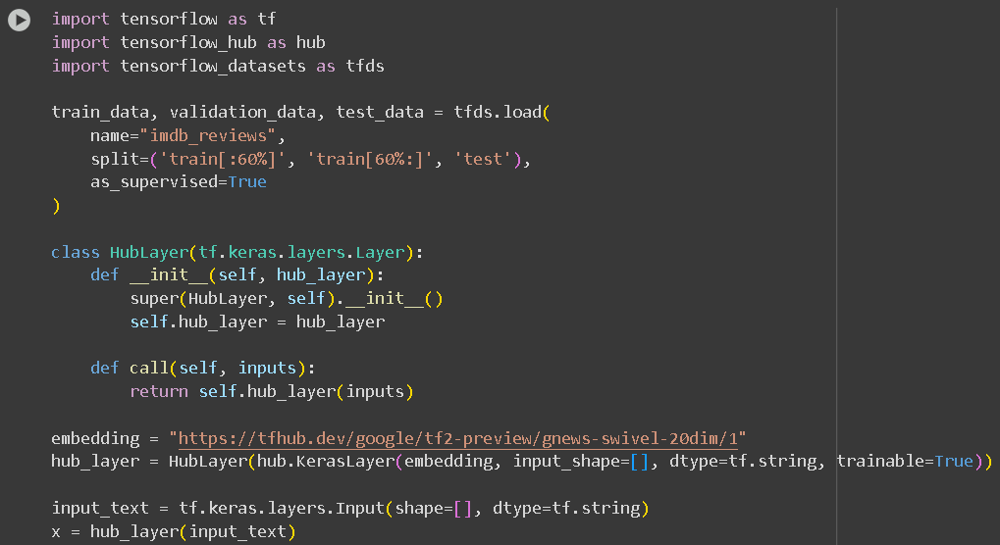 import tensorflow as tf
import tensorflow_hub as hub
import tensorflow_datasets as tfds
train_data, validation_data, test_data = tfds.load(
    name="imdb_reviews",
    split=('train[:60%]', 'train[60%:]', 'test'),
    as_supervised=True
)
class HubLayer(tf.keras.layers.Layer):
    def __init__(self, hub_layer):
        super(HubLayer, self).__init__()
        self.hub_layer = hub_layer
    def call(self, inputs):
        return self.hub_layer(inputs)
embedding = "https://tfhub.dev/google/tf2-preview/gnews-swivel-20dim/1"
hub_layer = HubLayer(hub.KerasLayer(embedding, input_shape=[], dtype=tf.string, trainable=True))
input_text = tf.keras.layers.Input(shape=[], dtype=tf.string)
x = hub_layer(input_text)